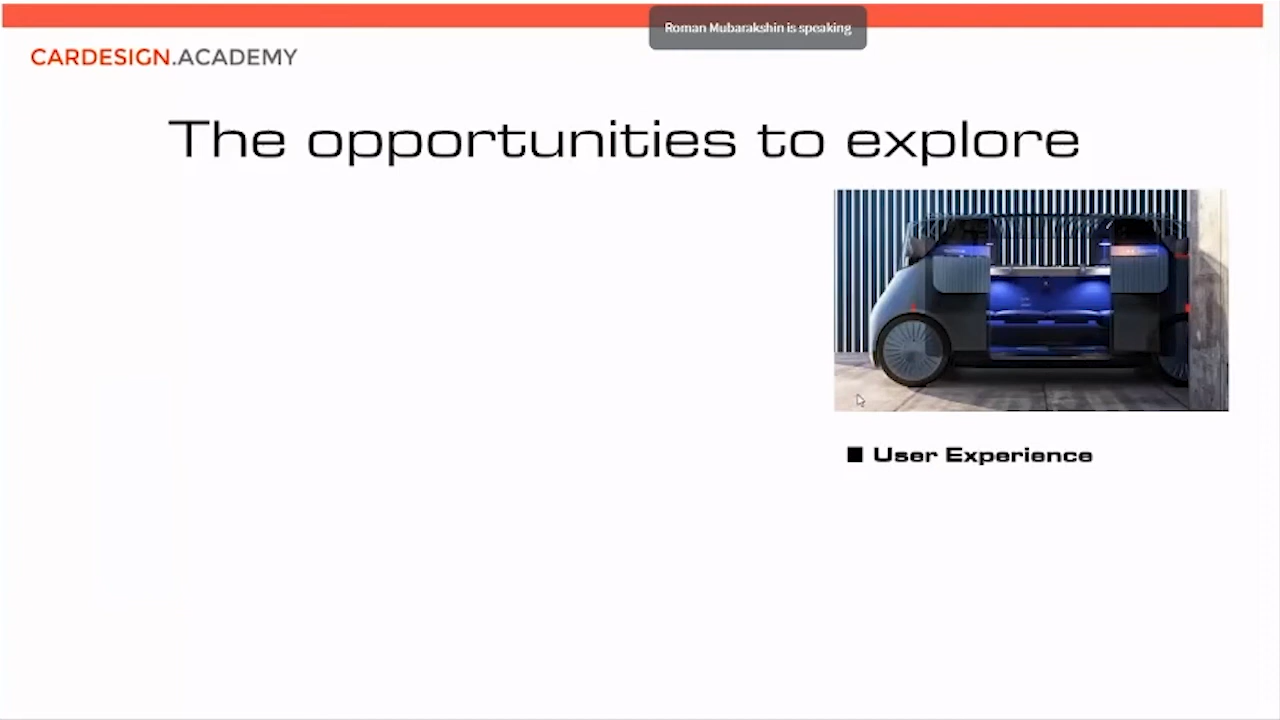 Roman Mubarakshin is speaking
CARDESIGN.ACADEMY
The opportunities to explore
User Experience